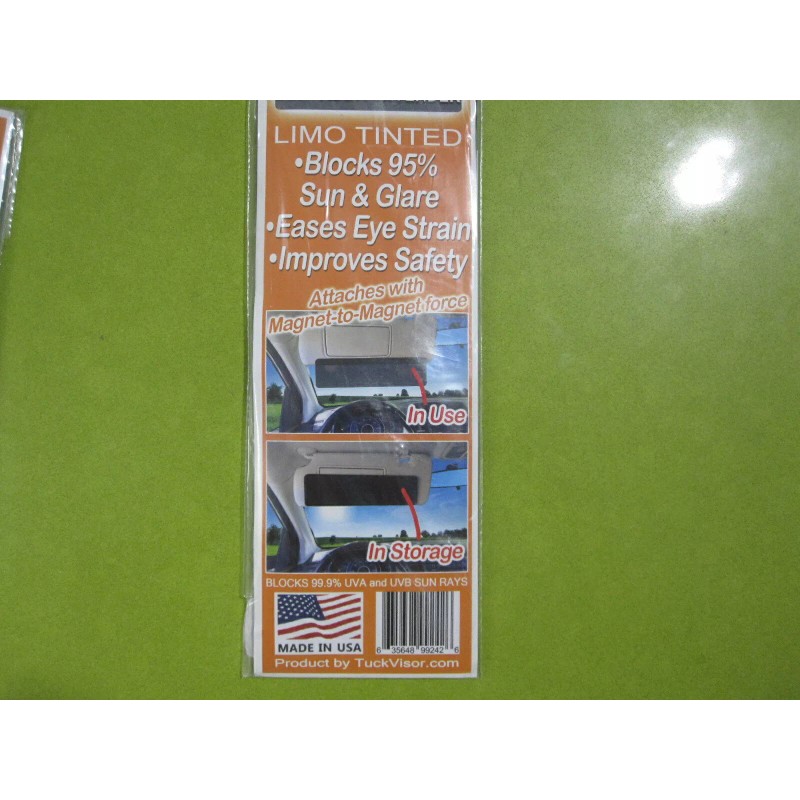 LIMO TINTED
•Blocks 95%
Sun & Glare
•Eases Eye Strain
•Improves Safety
Attaches with
Magnet-to-Magnet force
In Use
In Storage
BLOCKS 99.9% UVA and UVB SUN RAYS
MADE IN USA
6 35648 99242 6
Product by TuckVisor.com